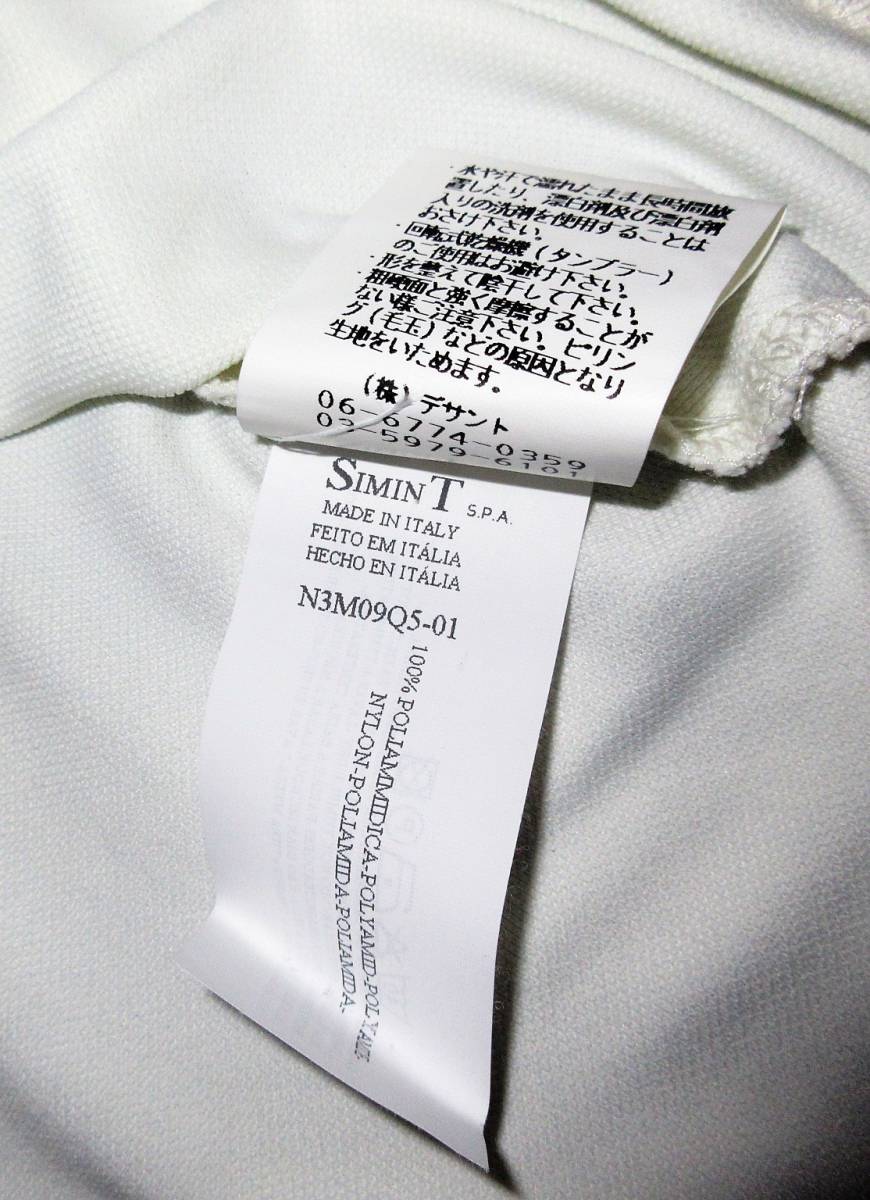 ・水や汗で濡れたまま長時間放
置したり、漂白剤及び漂白剤
入りの洗剤を使用することは
おさけ下さい。
・回転式乾燥機(タンブラー)
のご使用はお避け下さい。
・形を整えて陰干して下さい。
・粗硬面と強く摩擦することが
ない様ご注意下さい。ピリン
グ(毛玉)などの原因となり
生地をいためます。
(株)デサント
06-6774-0359
03-5979-6101
SIMINT S.P.A.
MADE IN ITALY
FEITO EM ITÁLIA
HECHO EN ITÁLIA
N3M09Q5-01
100% POLIAMMIDICA-POLYAMID-POLYAMIX-
NYLON-POLIAMIDA-POLIAMIDA.